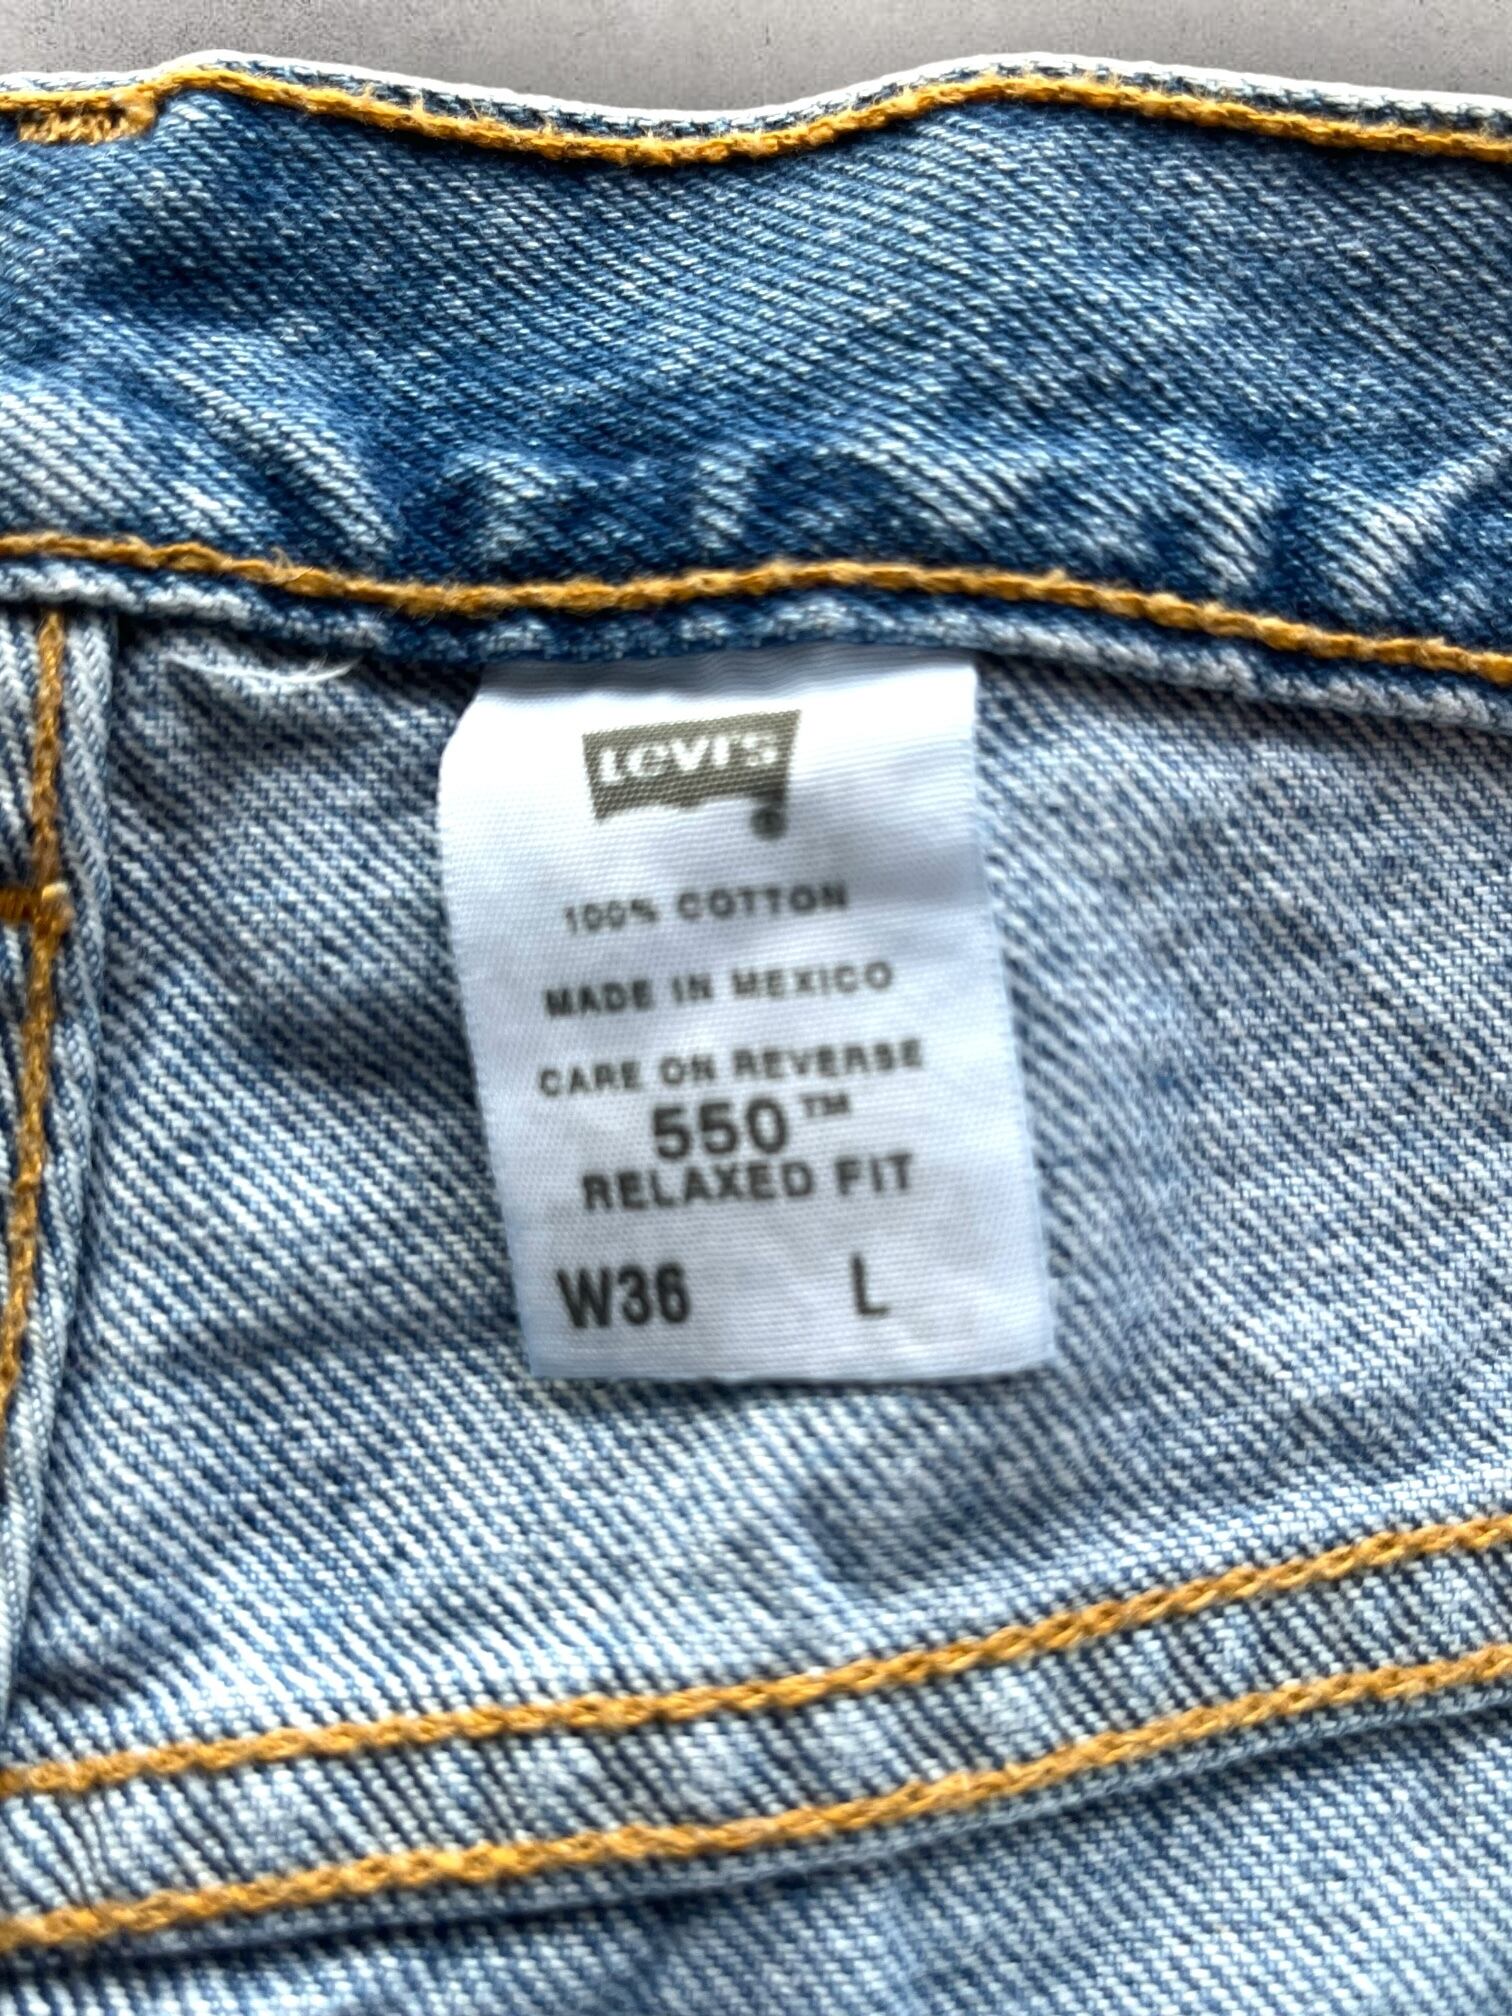 Levi's
®
100% COTTON
MADE IN MEXICO
CARE ON REVERSE
550™
RELAXED FIT
W36 L